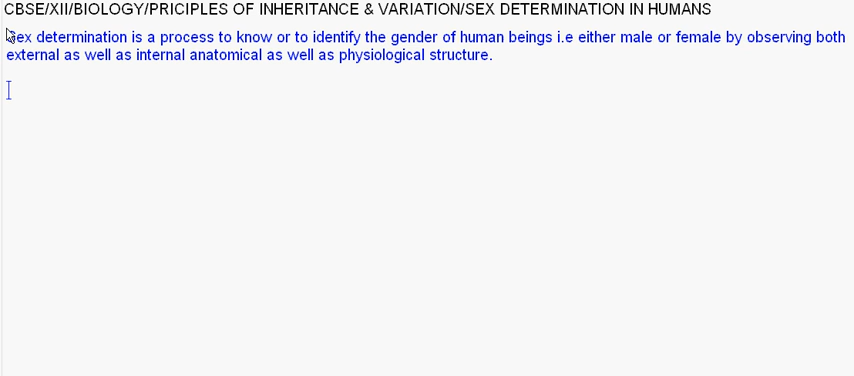 CBSE/XII/BIOLOGY/PRICIPLES OF INHERITANCE & VARIATION/SEX DETERMINATION IN HUMANS
Sex determination is a process to know or to identify the gender of human beings i.e either male or female by observing both
external as well as internal anatomical as well as physiological structure.